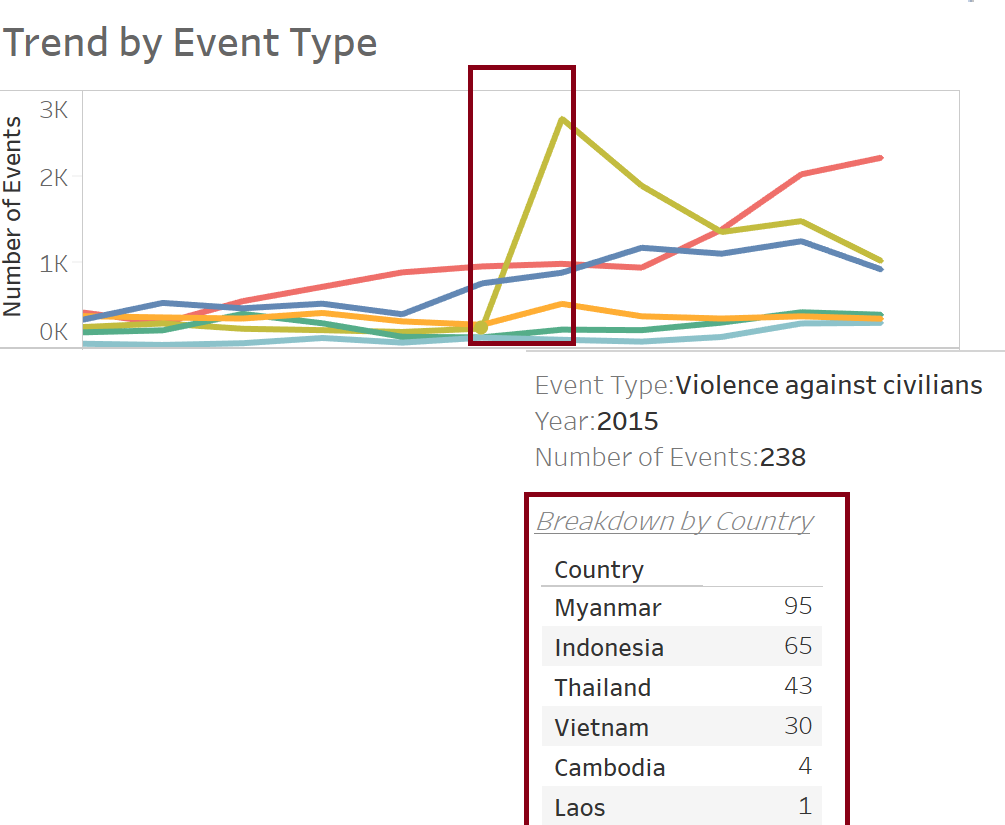 Trend by Event Type
Number of Events
3K
2K
1K
0K
Event Type:Violence against civilians
Year:2015
Number of Events:238
Breakdown by Country
Country
Myanmar 95
Indonesia 65
Thailand 43
Vietnam 30
Cambodia 4
Laos 1